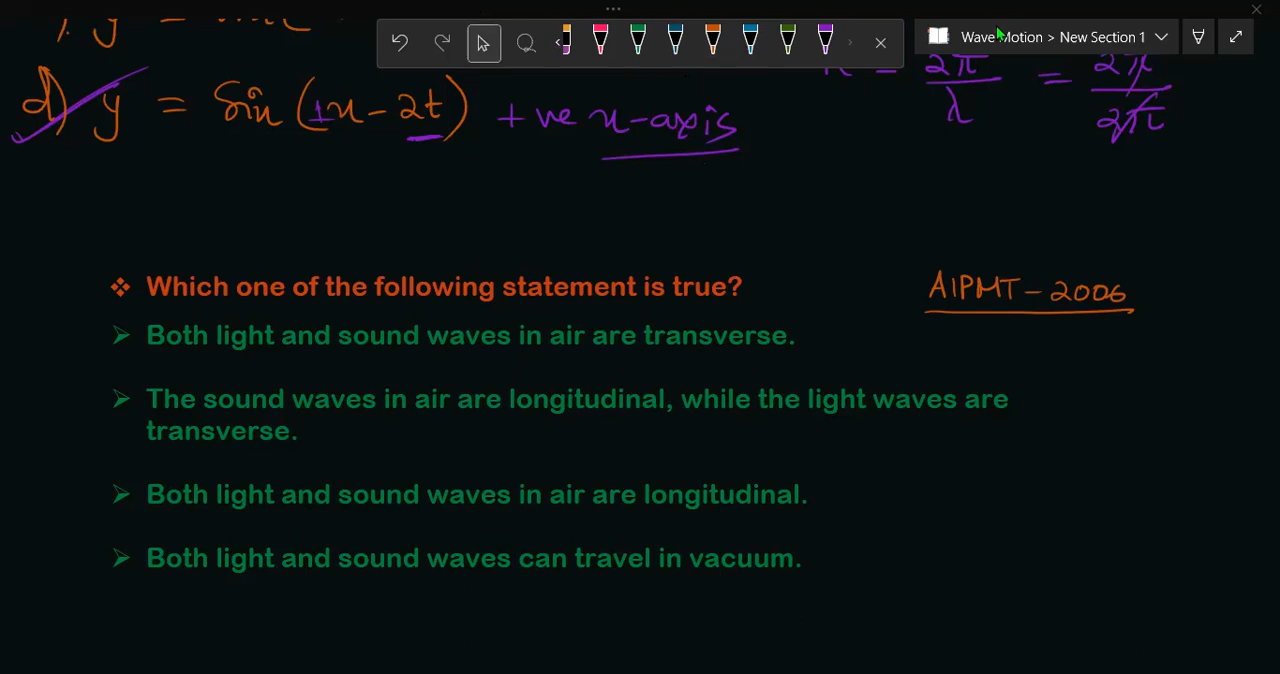 Wave Motion > New Section 1
= 2π/λ = 2π/2π
d) y = Sin (1x - 2t) +ve x-axis
❖ Which one of the following statement is true?
AIPMT - 2006
➢ Both light and sound waves in air are transverse.
➢ The sound waves in air are longitudinal, while the light waves are
transverse.
➢ Both light and sound waves in air are longitudinal.
➢ Both light and sound waves can travel in vacuum.